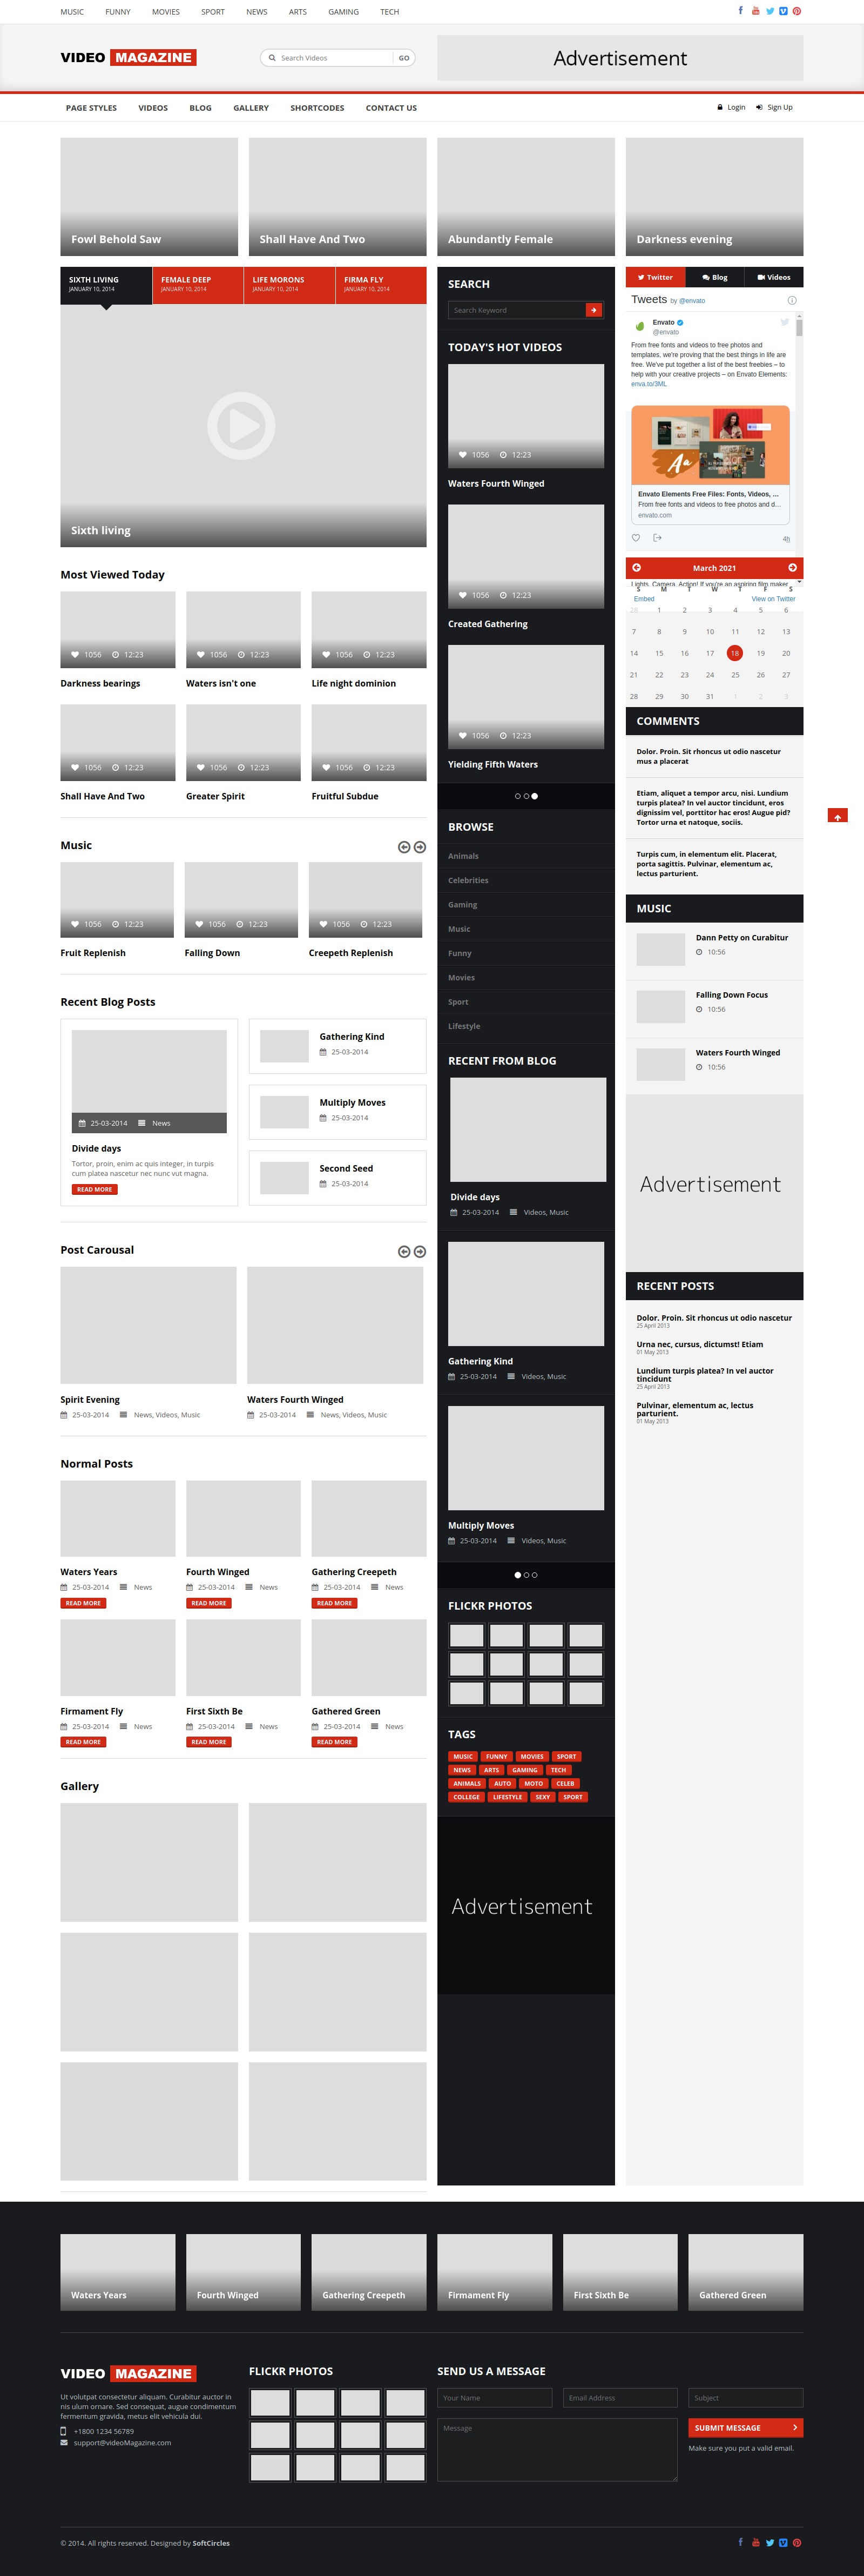 MUSIC FUNNY MOVIES SPORT NEWS ARTS GAMING TECH
VIDEO MAGAZINE
Search Videos GO
Advertisement
PAGE STYLES VIDEOS BLOG GALLERY SHORTCODES CONTACT US
Login Sign Up
Fowl Behold Saw
Shall Have And Two
Abundantly Female
Darkness evening
SIXTH LIVING
JANUARY 10, 2014
FEMALE DEEP
JANUARY 10, 2014
LIFE MORONS
JANUARY 10, 2014
FIRMA FLY
JANUARY 10, 2014
Sixth living
Most Viewed Today
1056 12:23
1056 12:23
1056 12:23
Darkness bearings
Waters isn't one
Life night dominion
1056 12:23
1056 12:23
1056 12:23
Shall Have And Two
Greater Spirit
Fruitful Subdue
Music
1056 12:23
1056 12:23
1056 12:23
Fruit Replenish
Falling Down
Creepeth Replenish
Recent Blog Posts
25-03-2014 News
Divide days
Tortor, proin, enim ac quis integer, in turpis
cum platea nascetur nec nunc vut magna.
READ MORE
Gathering Kind
25-03-2014
Multiply Moves
25-03-2014
Second Seed
25-03-2014
Post Carousal
Spirit Evening
25-03-2014 News, Videos, Music
Waters Fourth Winged
25-03-2014 News, Videos, Music
Normal Posts
Waters Years
25-03-2014 News
READ MORE
Fourth Winged
25-03-2014 News
READ MORE
Gathering Creepeth
25-03-2014 News
READ MORE
Firmament Fly
25-03-2014 News
READ MORE
First Sixth Be
25-03-2014 News
READ MORE
Gathered Green
25-03-2014 News
READ MORE
Gallery
SEARCH
Search Keyword
TODAY'S HOT VIDEOS
1056 12:23
Waters Fourth Winged
1056 12:23
Created Gathering
1056 12:23
Yielding Fifth Waters
BROWSE
Animals
Celebrities
Gaming
Music
Funny
Movies
Sport
Lifestyle
RECENT FROM BLOG
Divide days
25-03-2014 Videos, Music
Gathering Kind
25-03-2014 Videos, Music
Multiply Moves
25-03-2014 Videos, Music
FLICKR PHOTOS
TAGS
MUSIC FUNNY MOVIES SPORT
NEWS ARTS GAMING TECH
ANIMALS AUTO MOTO CELEB
COLLEGE LIFESTYLE SEXY SPORT
Advertisement
Twitter Blog Videos
Tweets by @envato
Envato
@envato
From free fonts and videos to free photos and
templates, we're proving that the best things in life are
free. We've put together a list of the best freebies – to
help with your creative projects – on Envato Elements:
enva.to/3ML
Aa
Envato Elements Free Files: Fonts, Videos, ...
From free fonts and videos to free photos and d...
envato.com
4h
March 2021
Lights. Camera. Action! If you're an aspiring film maker
S M T W T F S
Embed View on Twitter
28 1 2 3 4 5 6
7 8 9 10 11 12 13
14 15 16 17 18 19 20
21 22 23 24 25 26 27
28 29 30 31 1 2 3
COMMENTS
Dolor. Proin. Sit rhoncus ut odio nascetur
mus a placerat
Etiam, aliquet a tempor arcu, nisi. Lundium
turpis platea? In vel auctor tincidunt, eros
dignissim vel, porttitor hac eros! Augue pid?
Tortor urna et natoque, sociis.
Turpis cum, in elementum elit. Placerat,
porta sagittis. Pulvinar, elementum ac,
lectus parturient.
MUSIC
Dann Petty on Curabitur
10:56
Falling Down Focus
10:56
Waters Fourth Winged
10:56
Advertisement
RECENT POSTS
Dolor. Proin. Sit rhoncus ut odio nascetur
25 April 2013
Urna nec, cursus, dictumst! Etiam
01 May 2013
Lundium turpis platea? In vel auctor
tincidunt
25 April 2013
Pulvinar, elementum ac, lectus
parturient.
01 May 2013
Waters Years
Fourth Winged
Gathering Creepeth
Firmament Fly
First Sixth Be
Gathered Green
VIDEO MAGAZINE
Ut volutpat consectetur aliquam. Curabitur auctor in
nis ulum ornare. Sed consequat, augue condimentum
fermentum gravida, metus elit vehicula dui.
+1800 1234 56789
support@videoMagazine.com
FLICKR PHOTOS
SEND US A MESSAGE
Your Name
Email Address
Subject
Message
SUBMIT MESSAGE
Make sure you put a valid email.
© 2014. All rights reserved. Designed by SoftCircles